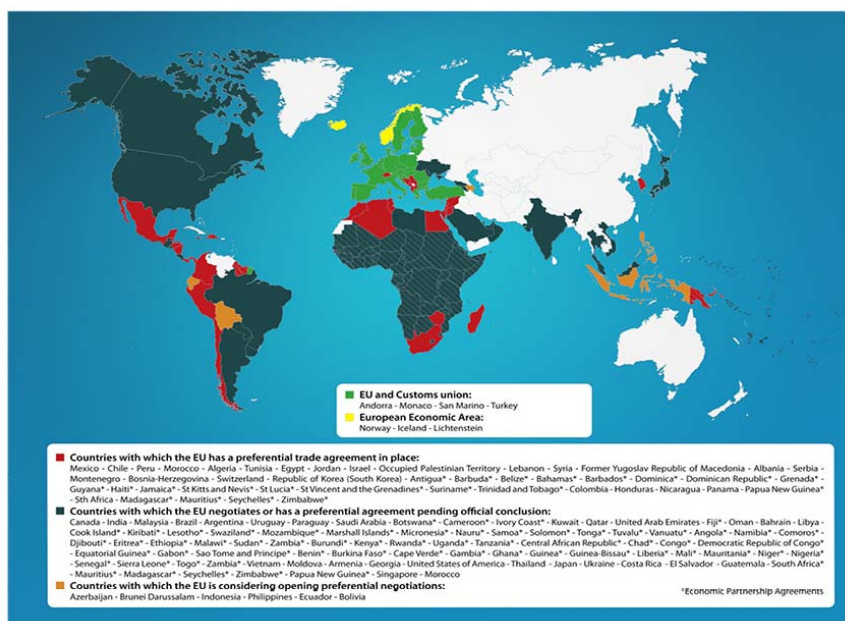 EU and Customs union:
Andorra - Monaco - San Marino - Turkey
European Economic Area:
Norway - Iceland - Lichtenstein
Countries with which the EU has a preferential trade agreement in place:
Mexico - Chile - Peru - Morocco - Algeria - Tunisia - Egypt - Jordan - Israel - Occupied Palestinian Territory - Lebanon - Syria - Former Yugoslav Republic of Macedonia - Albania - Serbia -
Montenegro - Bosnia-Herzegovina - Switzerland - Republic of Korea (South Korea) - Antigua* - Barbuda* - Belize* - Bahamas* - Barbados* - Dominica* - Dominican Republic* - Grenada* -
Guyana* - Haiti* - Jamaica* - St Kitts and Nevis* - St Lucia* - St Vincent and the Grenadines* - Suriname* - Trinidad and Tobago* - Colombia - Honduras - Nicaragua - Panama - Papua New Guinea*
- Sth Africa* - Madagascar* - Mauritius* - Seychelles* - Zimbabwe*
Countries with which the EU negotiates or has a preferential agreement pending official conclusion:
Canada - India - Malaysia - Brazil - Argentina - Uruguay - Paraguay - Saudi Arabia - Botswana* - Cameroon* - Ivory Coast* - Kuwait - Qatar - United Arab Emirates - Fiji* - Oman - Bahrain - Libya -
Cook Island* - Kiribati* - Lesotho* - Swaziland* - Mozambique* - Marshall Islands* - Micronesia* - Nauru* - Samoa* - Solomon* - Tonga* - Tuvalu* - Vanuatu* - Angola* - Namibia* - Comoros* -
Djibouti* - Eritrea* - Ethiopia* - Malawi* - Sudan* - Zambia* - Burundi* - Kenya* - Rwanda* - Uganda* - Tanzania* - Central African Republic* - Chad* - Congo* - Democratic Republic of Congo*
- Equatorial Guinea* - Gabon* - Sao Tome and Principe* - Benin* - Burkina Faso* - Cape Verde* - Gambia* - Ghana* - Guinea* - Guinea-Bissau* - Liberia* - Mali* - Mauritania* - Niger* - Nigeria*
- Senegal* - Sierra Leone* - Togo* - Zambia* - Vietnam - Moldova - Armenia - Georgia - United States of America - Thailand - Japan - Ukraine - Costa Rica - El Salvador - Guatemala - South Africa*
- Mauritius* - Madagascar* - Seychelles* - Zimbabwe* - Papua New Guinea* - Singapore - Morocco
Countries with which the EU is considering opening preferential negotiations:
Azerbaijan - Brunei Darussalam - Indonesia - Philippines - Ecuador - Bolivia
*Economic Partnership Agreements